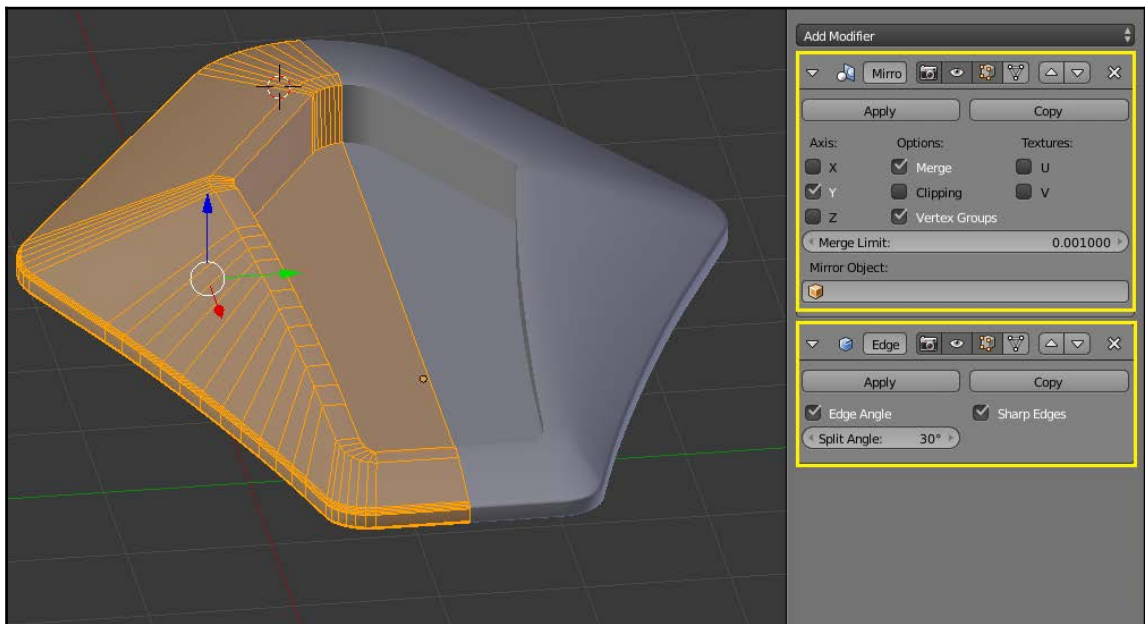 Add Modifier
Mirro
Apply Copy
Axis: Options: Textures:
X Merge U
Y Clipping V
Z Vertex Groups
Merge Limit: 0.001000
Mirror Object:
Edge
Apply Copy
Edge Angle Sharp Edges
Split Angle: 30°